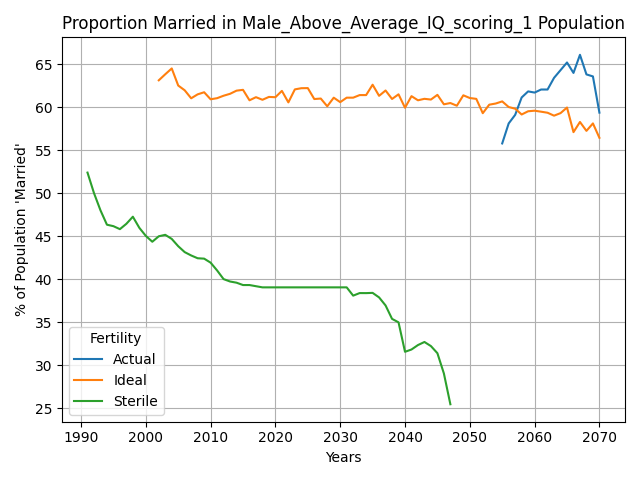 Proportion Married in Male_Above_Average_IQ_scoring_1 Population
% of Population 'Married'
65
60
55
50
45
40
35
30
25
Fertility
Actual
Ideal
Sterile
1990 2000 2010 2020 2030 2040 2050 2060 2070
Years